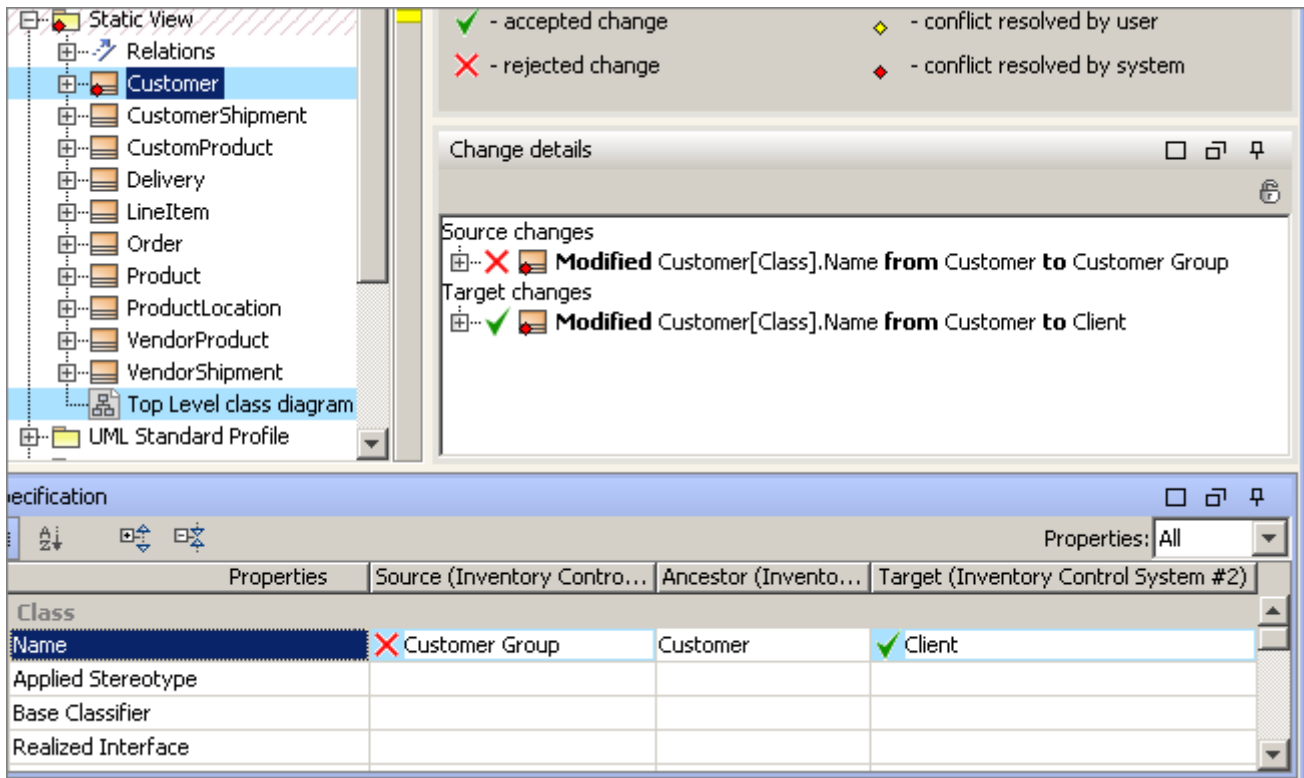 Static View
Relations
Customer
CustomerShipment
CustomProduct
Delivery
LineItem
Order
Product
ProductLocation
VendorProduct
VendorShipment
Top Level class diagram
UML Standard Profile
- accepted change
- conflict resolved by user
- rejected change
- conflict resolved by system
Change details
Source changes
Modified Customer[Class].Name from Customer to Customer Group
Target changes
Modified Customer[Class].Name from Customer to Client
ecification
Properties: All
Properties Source (Inventory Contro... Ancestor (Invento... Target (Inventory Control System #2)
Class
Name Customer Group Customer Client
Applied Stereotype
Base Classifier
Realized Interface